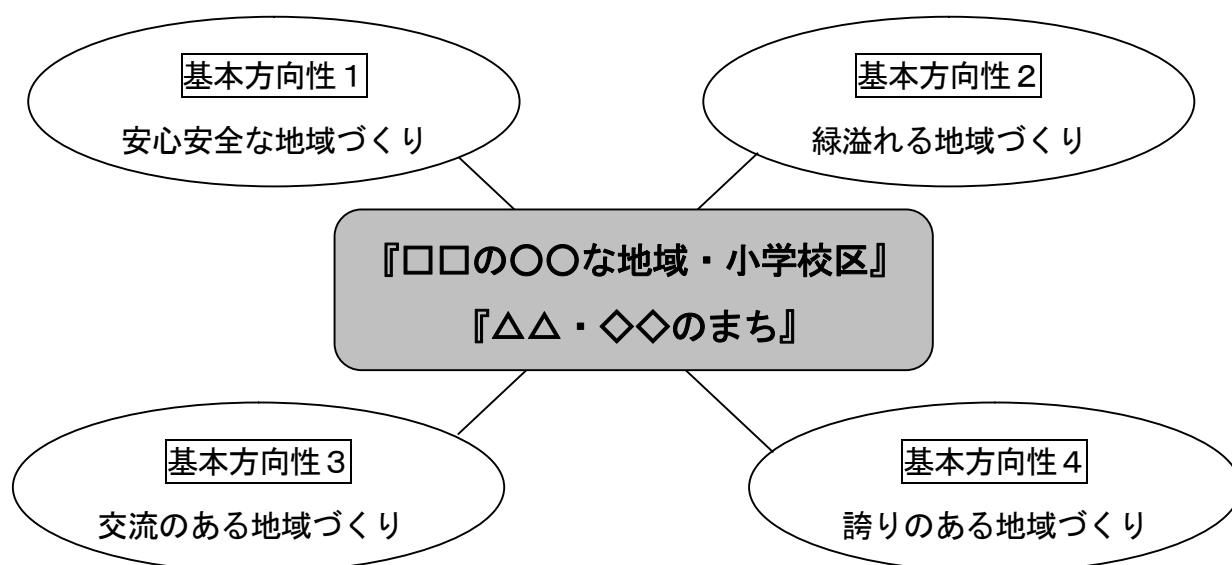 基本方向性1
安心安全な地域づくり
基本方向性2
緑溢れる地域づくり
『□□の〇〇な地域・小学校区』
『△△・◇◇のまち』
基本方向性3
交流のある地域づくり
基本方向性4
誇りのある地域づくり